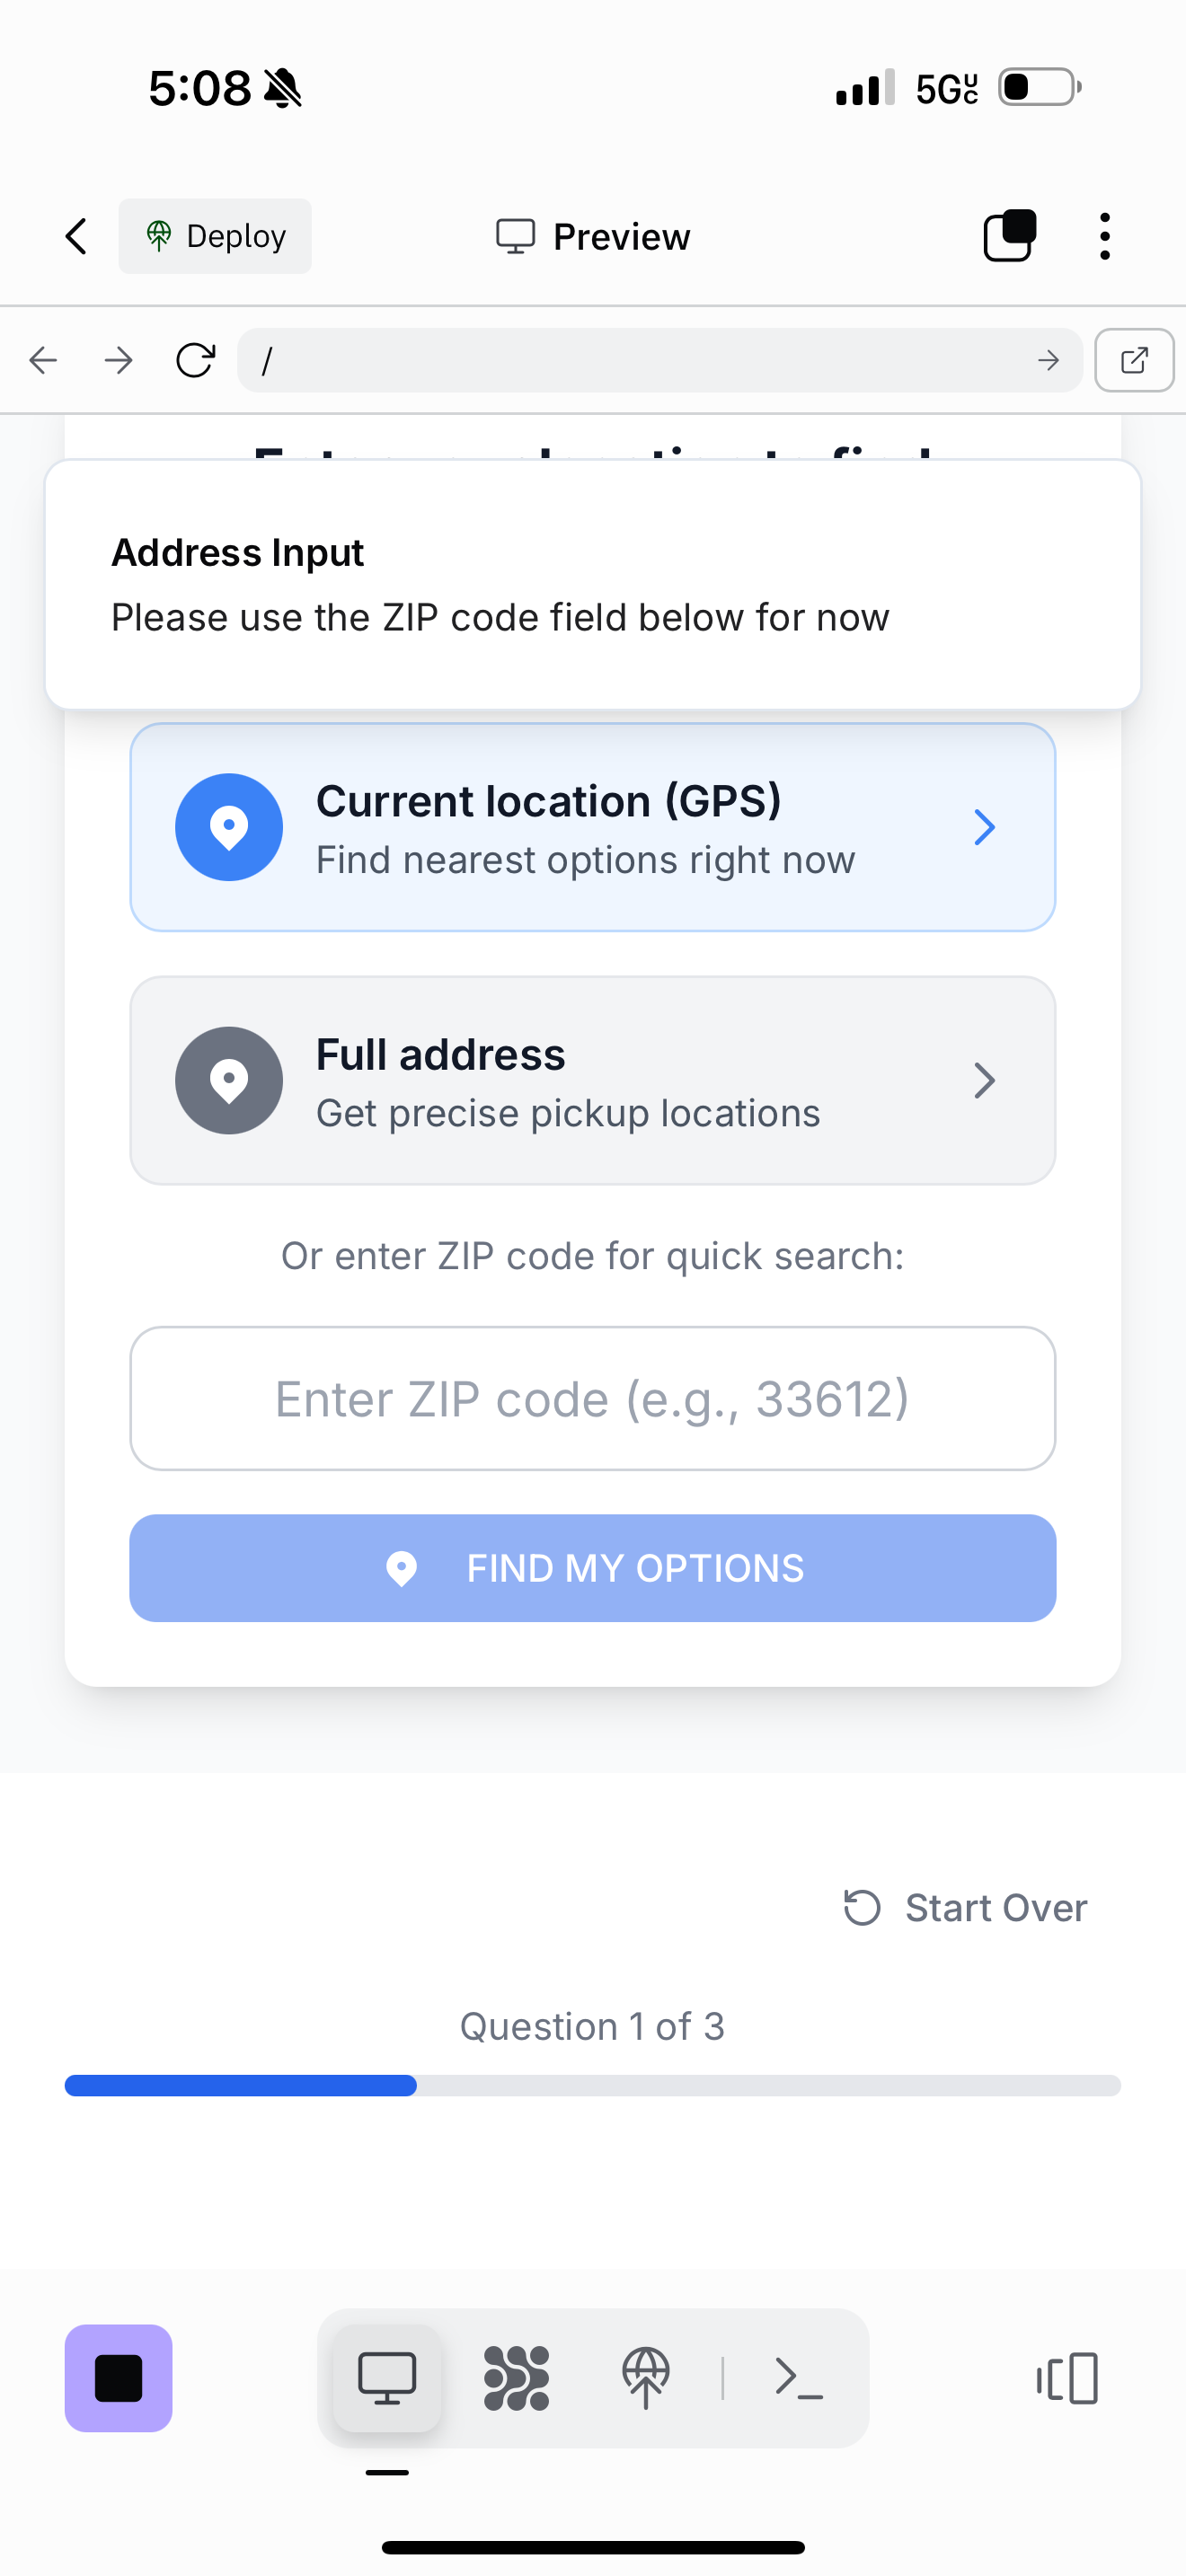 5:08
5G UC
Deploy
Preview
/
Address Input
Please use the ZIP code field below for now
Current location (GPS)
Find nearest options right now
Full address
Get precise pickup locations
Or enter ZIP code for quick search:
Enter ZIP code (e.g., 33612)
FIND MY OPTIONS
Start Over
Question 1 of 3